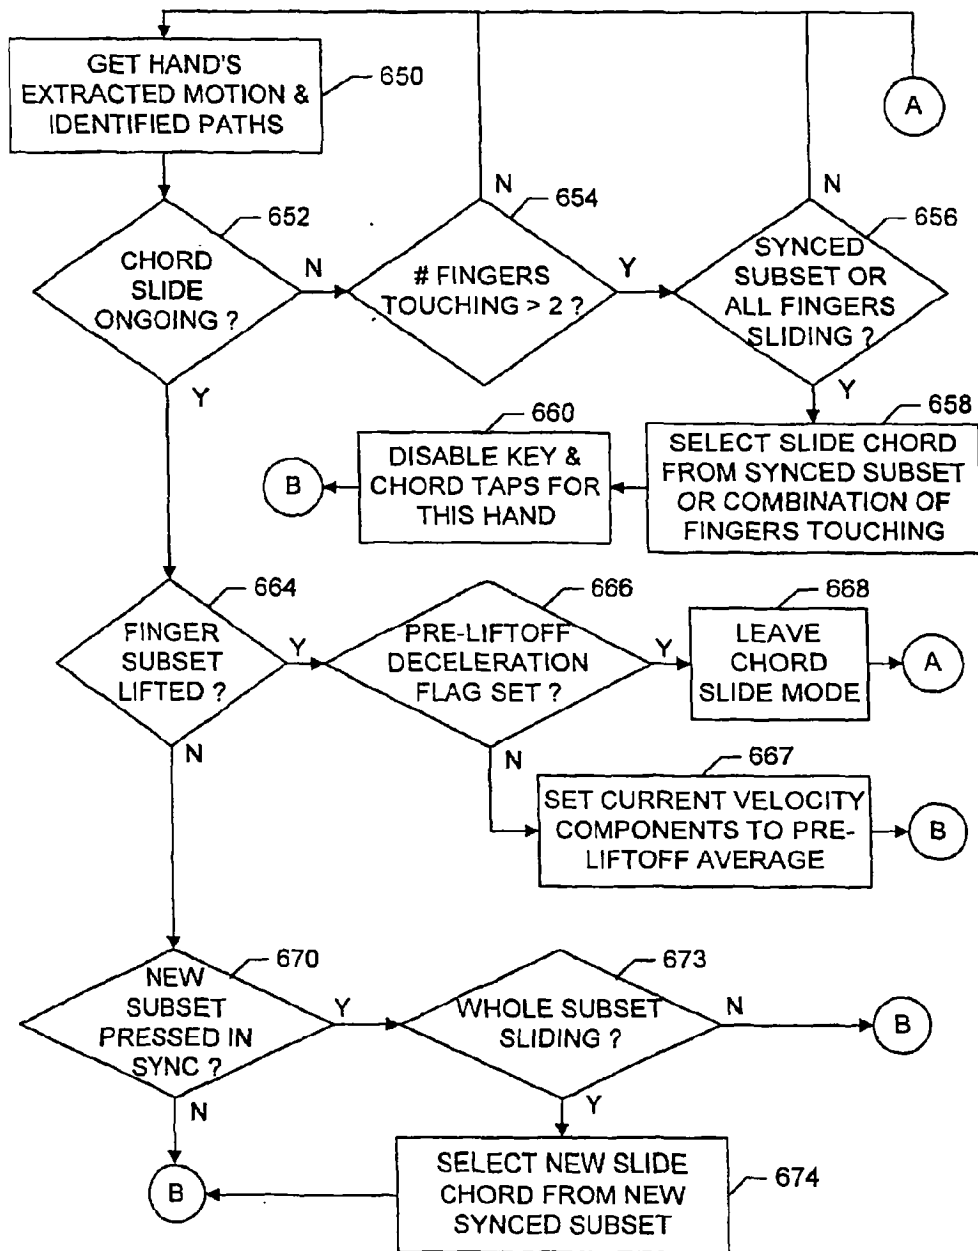 GET HAND'S
EXTRACTED MOTION &
IDENTIFIED PATHS
650
A
652
CHORD
SLIDE
ONGOING ?
N
Y
654
# FINGERS
TOUCHING > 2 ?
N
Y
656
SYNCED
SUBSET OR
ALL FINGERS
SLIDING ?
N
Y
658
SELECT SLIDE CHORD
FROM SYNCED SUBSET
OR COMBINATION OF
FINGERS TOUCHING
660
DISABLE KEY &
CHORD TAPS FOR
THIS HAND
B
664
FINGER
SUBSET
LIFTED ?
Y
N
666
PRE-LIFTOFF
DECELERATION
FLAG SET ?
Y
N
668
LEAVE
CHORD
SLIDE MODE
A
667
SET CURRENT VELOCITY
COMPONENTS TO PRE-
LIFTOFF AVERAGE
B
670
NEW
SUBSET
PRESSED IN
SYNC ?
Y
N
673
WHOLE SUBSET
SLIDING ?
N
B
Y
674
SELECT NEW SLIDE
CHORD FROM NEW
SYNCED SUBSET
B